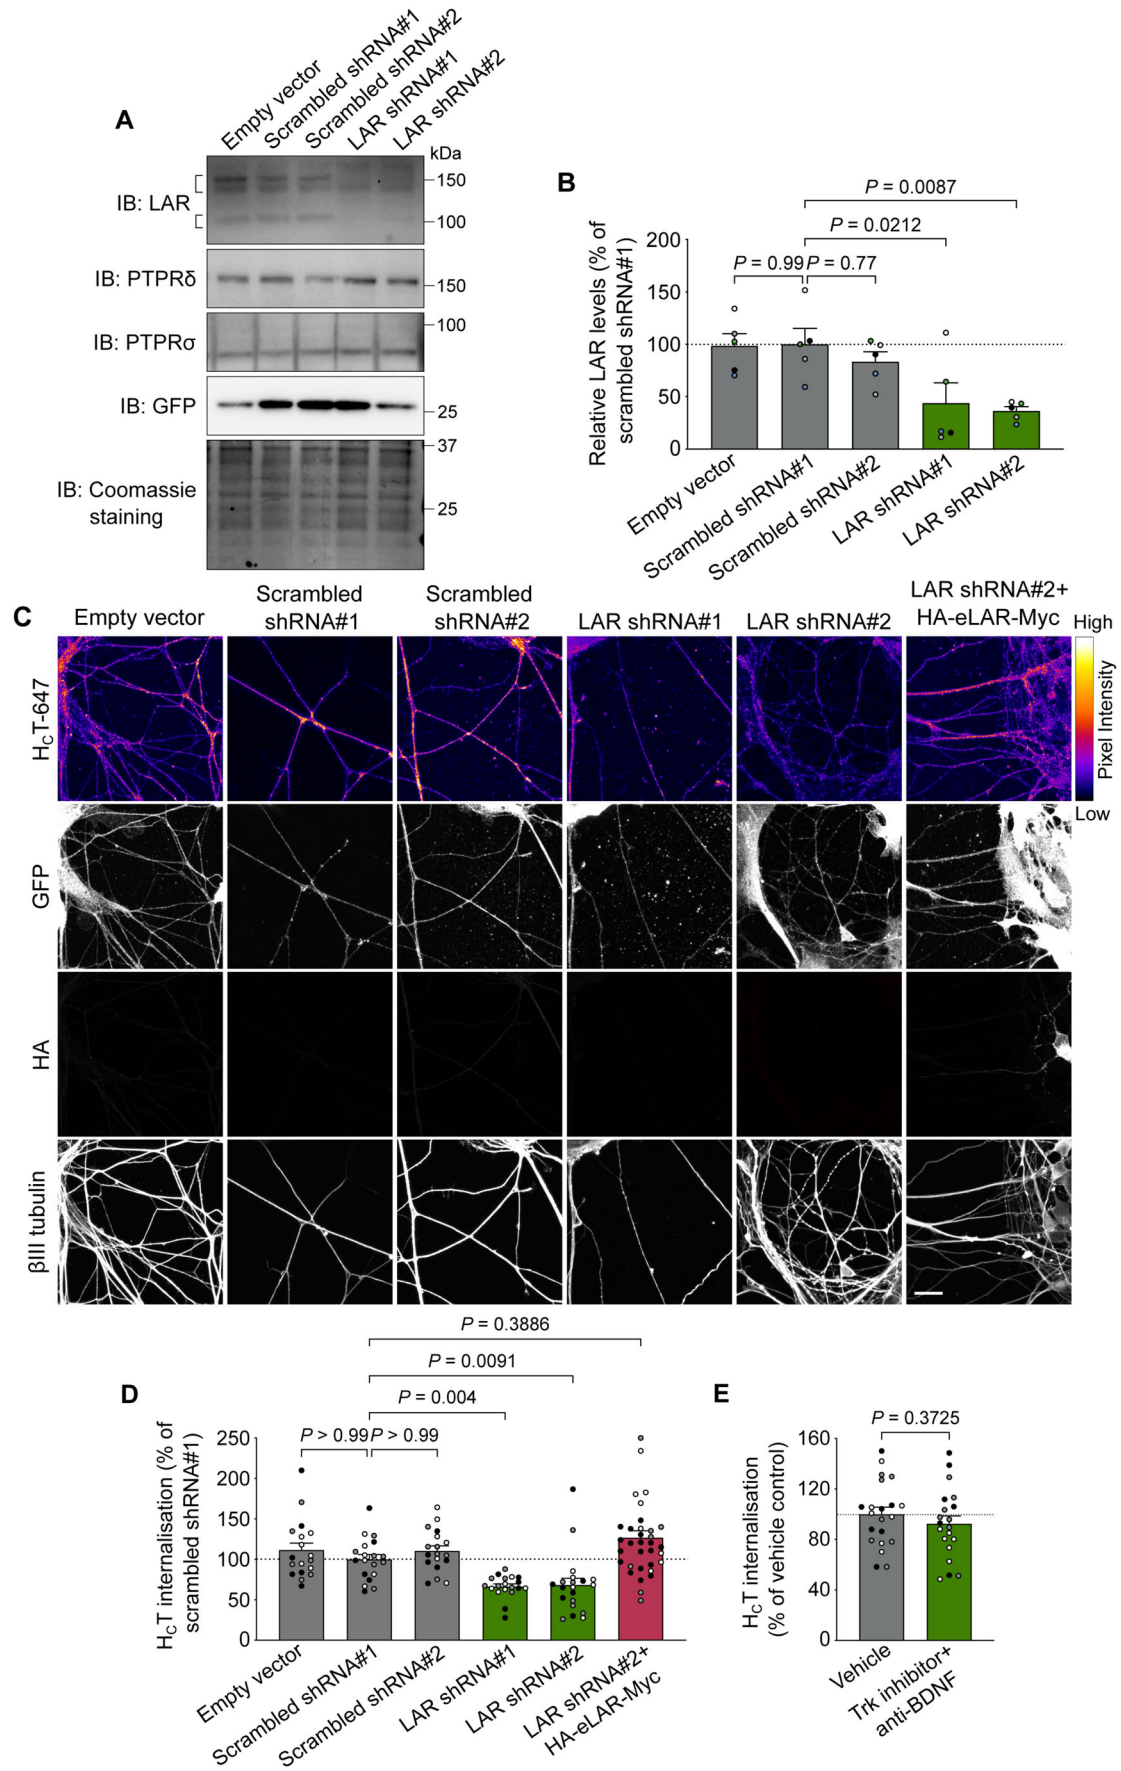 A
Empty vector
Scrambled shRNA#1
Scrambled shRNA#2
LAR shRNA#1
LAR shRNA#2
kDa
IB: LAR
150
100
IB: PTPRδ
150
IB: PTPRσ
100
IB: GFP
25
IB: Coomassie
staining
37
25
B
Relative LAR levels (% of
scrambled shRNA#1)
200
150
100
50
0
P = 0.0087
P = 0.0212
P = 0.99
P = 0.77
Empty vector
Scrambled shRNA#1
Scrambled shRNA#2
LAR shRNA#1
LAR shRNA#2
C
Empty vector
Scrambled
shRNA#1
Scrambled
shRNA#2
LAR shRNA#1
LAR shRNA#2
LAR shRNA#2+
HA-eLAR-Myc
High
Pixel Intensity
Low
HCT-647
GFP
HA
βIII tubulin
D
HCT internalisation (% of
scrambled shRNA#1)
250
200
150
100
50
0
P = 0.3886
P = 0.0091
P = 0.004
P > 0.99
P > 0.99
Empty vector
Scrambled shRNA#1
Scrambled shRNA#2
LAR shRNA#1
LAR shRNA#2
LAR shRNA#2+
HA-eLAR-Myc
E
HCT internalisation
(% of vehicle control)
160
120
80
40
0
P = 0.3725
Vehicle
Trk inhibitor+
anti-BDNF